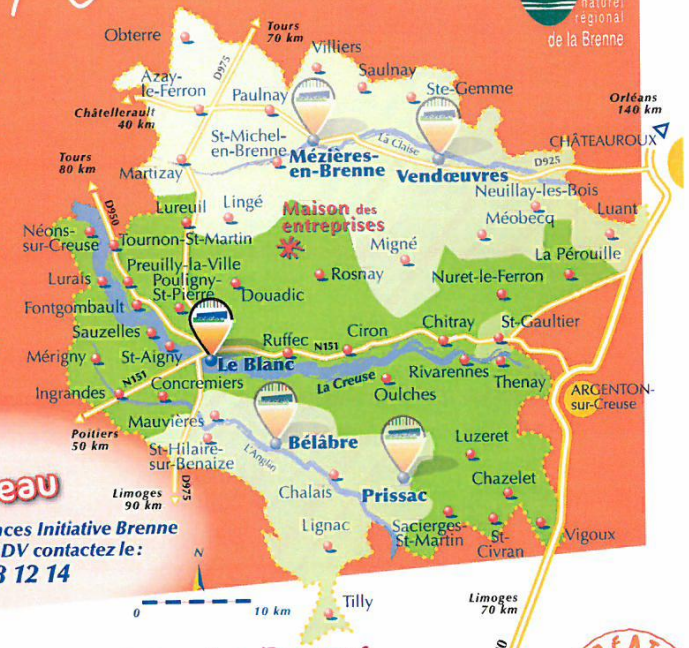 naturel
régional
de la Brenne
Tours
70 km
Obterre
Villiers
D975
Saulnay
Azay-
le-Ferron
Paulnay
Ste-Gemme
Châtellerault
40 km
Orléans
140 km
St-Michel-
en-Brenne
La Claise
CHÂTEAUROUX
Mézières-
en-Brenne
Vendœuvres
D925
Tours
80 km
Martizay
Neuillay-les-Bois
D950
Lureuil
Lingé
Maison des
entreprises
Méobecq
Luant
Néons-
sur-Creuse
Tournon-St-Martin
Migné
La Pérouille
Preuilly-la-Ville
Lurais
Pouligny-
St-Pierre
Rosnay
Nuret-le-Ferron
Douadic
Fontgombault
Sauzelles
Ruffec
N151
Ciron
Chitray
St-Gaultier
Mérigny
St-Aigny
Le Blanc
Rivarennes
Ingrandes
N151
Concremiers
La Creuse
Oulches
Thenay
ARGENTON-
sur-Creuse
Mauvières
Poitiers
50 km
Bélâbre
Luzeret
St-Hilaire-
sur-Benaize
L'Anglin
D975
Chazelet
eau
Limoges
90 km
Chalais
Prissac
nces Initiative Brenne
DV contactez le :
8 12 14
Lignac
Sacierges-
St-Martin
St-
Civran
Vigoux
N
0
10 km
Tilly
Limoges
70 km